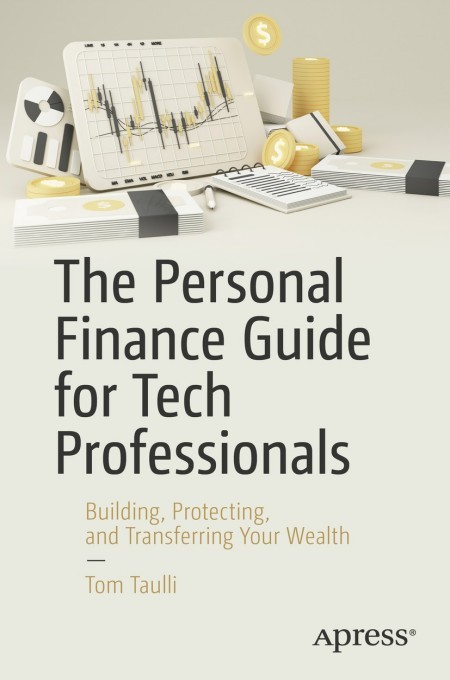 The Personal
Finance Guide
for Tech
Professionals
Building, Protecting,
and Transferring Your Wealth
Tom Taulli
Apress®